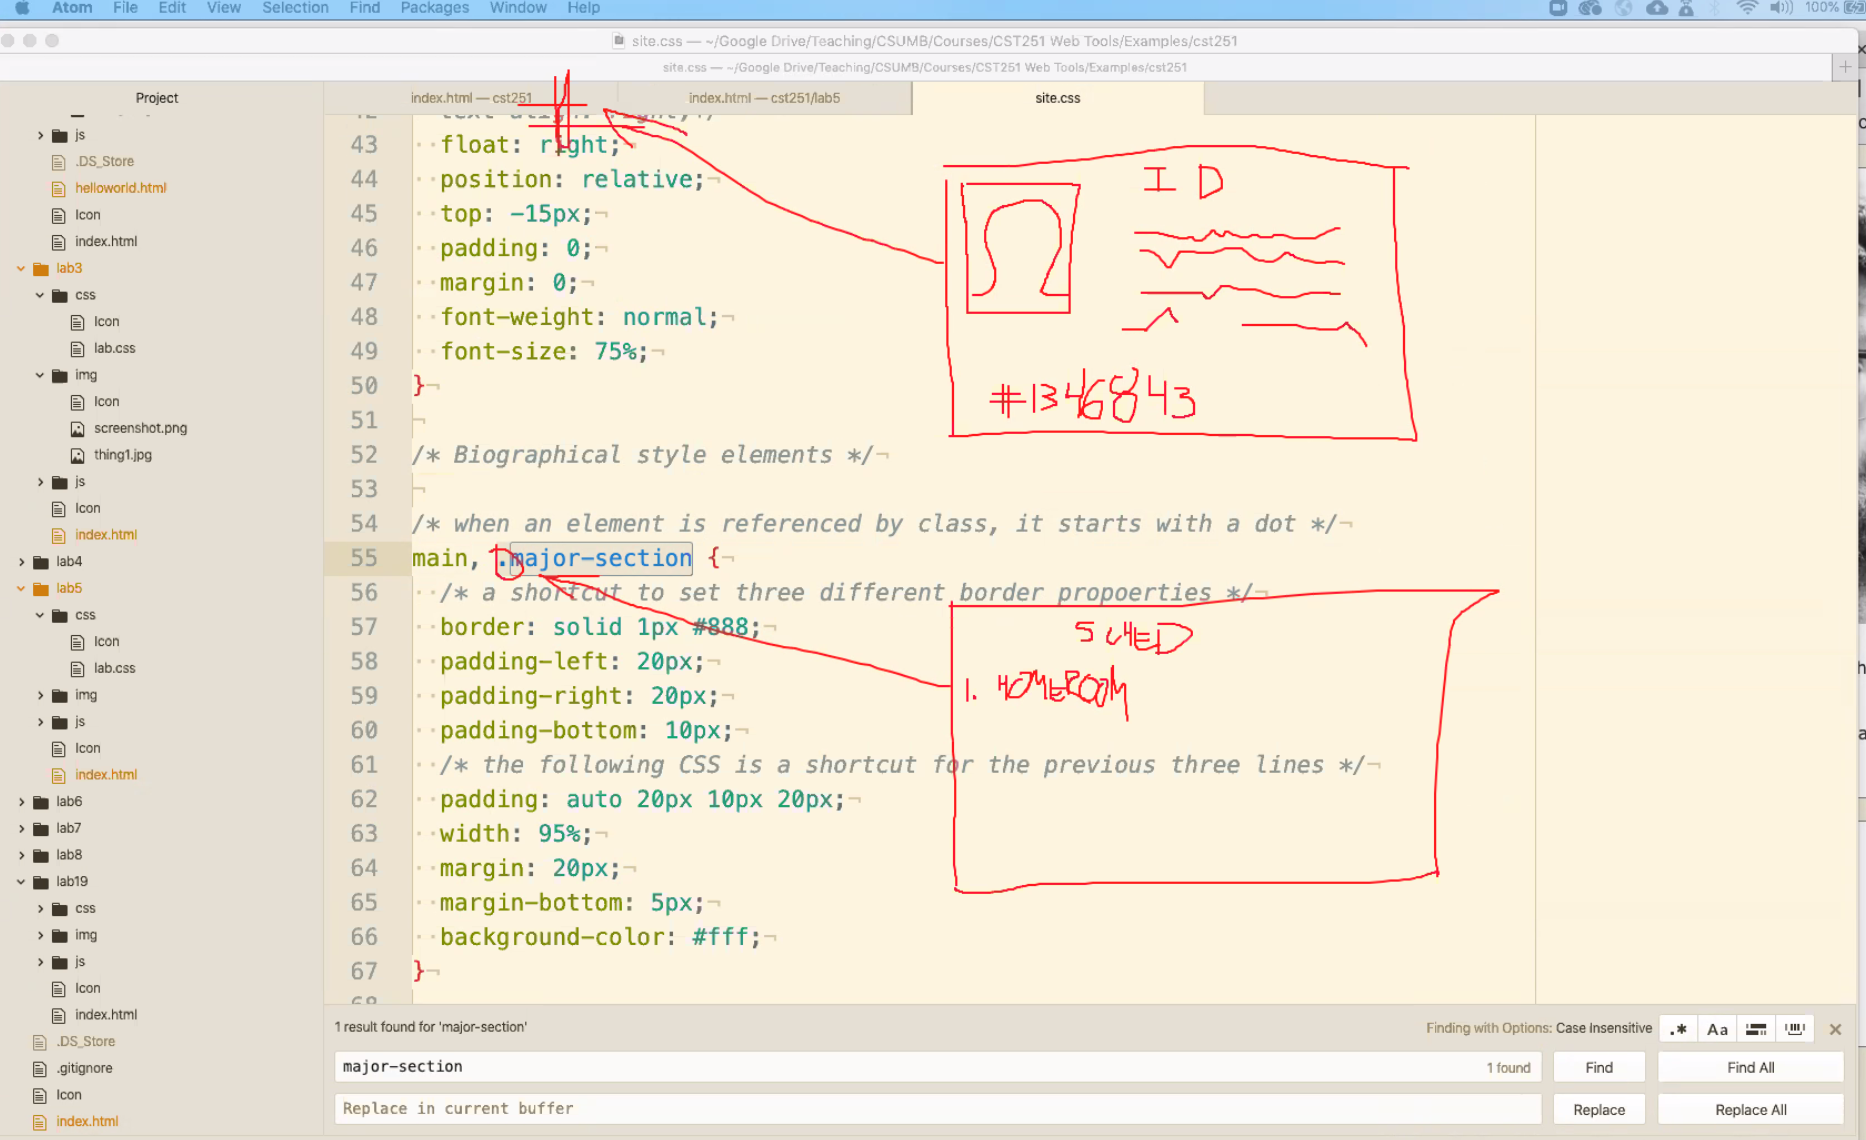 Atom File Edit View Selection Find Packages Window Help
100%
site.css — ~/Google Drive/Teaching/CSUMB/Courses/CST251 Web Tools/Examples/cst251
site.css — ~/Google Drive/Teaching/CSUMB/Courses/CST251 Web Tools/Examples/cst251
Project
index.html — cst251
index.html — cst251/lab5
site.css
js
.DS_Store
helloworld.html
Icon
index.html
lab3
css
Icon
lab.css
img
Icon
screenshot.png
thing1.jpg
js
Icon
index.html
lab4
lab5
css
Icon
lab.css
img
js
Icon
index.html
lab6
lab7
lab8
lab19
css
img
js
Icon
index.html
.DS_Store
.gitignore
Icon
index.html
#
43 float: right;
44 position: relative;
45 top: -15px;
46 padding: 0;
47 margin: 0;
48 font-weight: normal;
49 font-size: 75%;
50 }
51
52 /* Biographical style elements */
53
54 /* when an element is referenced by class, it starts with a dot */
55 main, .major-section {
56 /* a shortcut to set three different border propoerties */
57 border: solid 1px #888;
58 padding-left: 20px;
59 padding-right: 20px;
60 padding-bottom: 10px;
61 /* the following CSS is a shortcut for the previous three lines */
62 padding: auto 20px 10px 20px;
63 width: 95%;
64 margin: 20px;
65 margin-bottom: 5px;
66 background-color: #fff;
67 }
68
ID
#1346843
SCHED
1. HOMEROOM
1 result found for 'major-section'
Finding with Options: Case Insensitive
.* Aa
major-section
1 found
Find
Find All
Replace in current buffer
Replace
Replace All